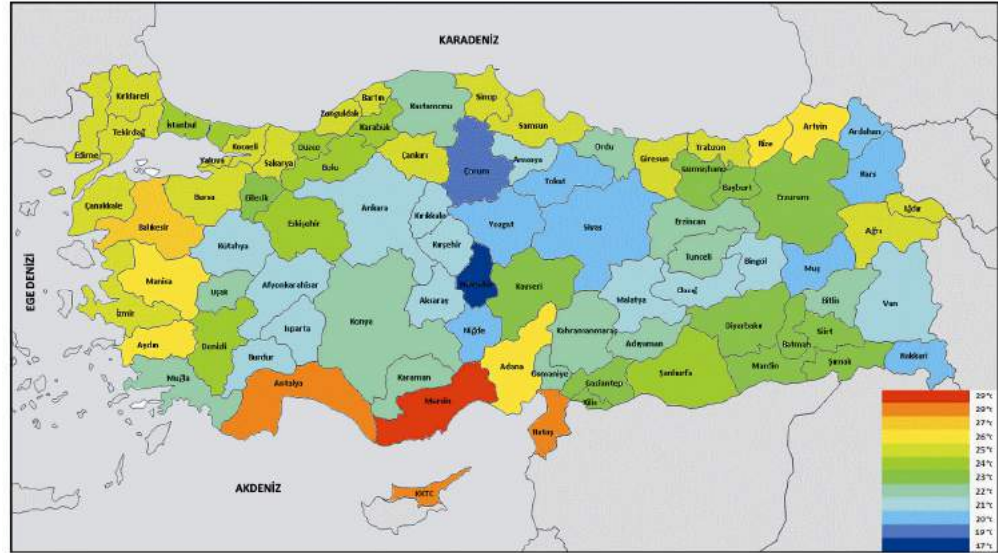 KARADENİZ
Kırklareli
Tekirdağ
Edirne
İstanbul
Kocaeli
Yalova
Sakarya
Düzce
Bolu
Zonguldak
Bartın
Karabük
Kastamonu
Sinop
Samsun
Çankırı
Çorum
Amasya
Tokat
Ordu
Giresun
Trabzon
Gümüşhane
Bayburt
Rize
Artvin
Ardahan
Kars
Erzurum
Iğdır
Ağrı
Çanakkale
Balıkesir
Bursa
Bilecik
Eskişehir
Kütahya
Ankara
Kırıkkale
Kırşehir
Yozgat
Sivas
Erzincan
Tunceli
Bingöl
Muş
Bitlis
Van
EGE DENİZİ
Manisa
İzmir
Uşak
Afyonkarahisar
Aydın
Denizli
Isparta
Burdur
Muğla
Antalya
Konya
Aksaray
Niğde
Karaman
Mersin
Kayseri
Adana
Osmaniye
Hatay
Kahramanmaraş
Malatya
Elazığ
Adıyaman
Gaziantep
Kilis
Şanlıurfa
Diyarbakır
Batman
Mardin
Siirt
Şırnak
Hakkari
AKDENİZ
KKTC
29°c
28°c
27°c
26°c
25°c
24°c
23°c
22°c
21°c
20°c
19°c
17°c